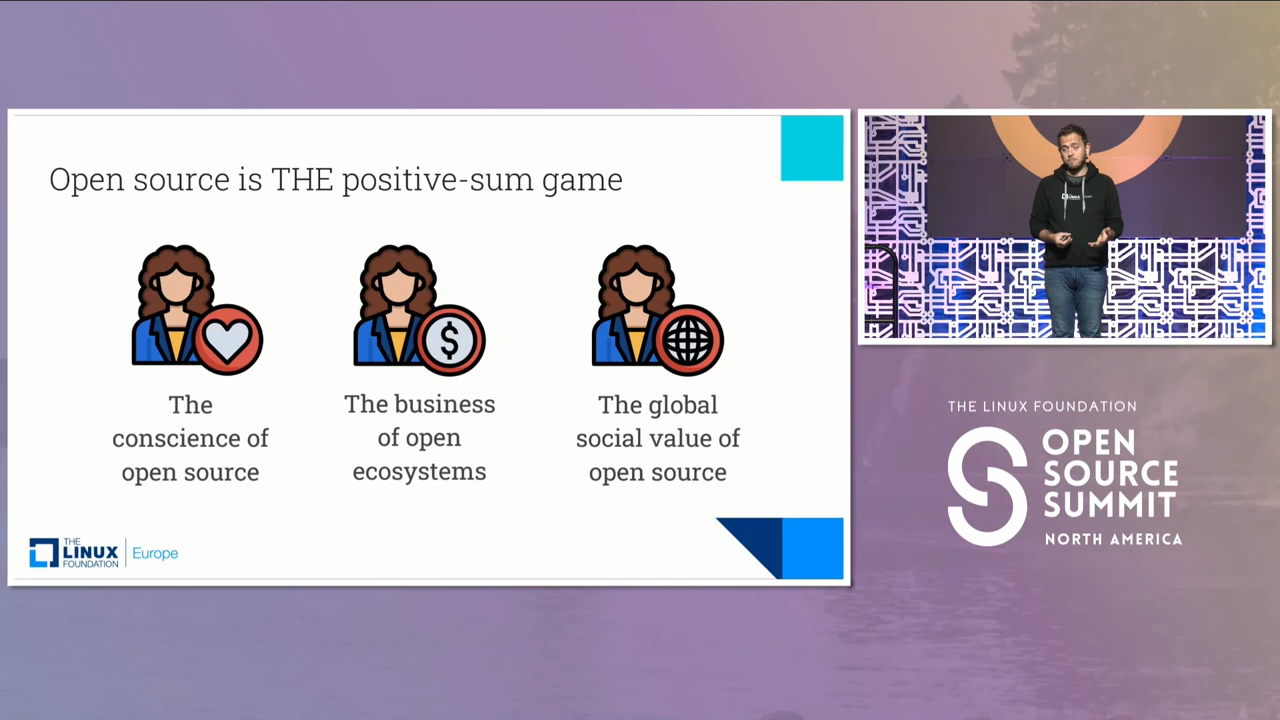 Open source is THE positive-sum game
The
conscience of
open source
The business
of open
ecosystems
The global
social value of
open source
THE
LINUX
FOUNDATION
Europe
THE LINUX FOUNDATION
OPEN
SOURCE
SUMMIT
NORTH AMERICA